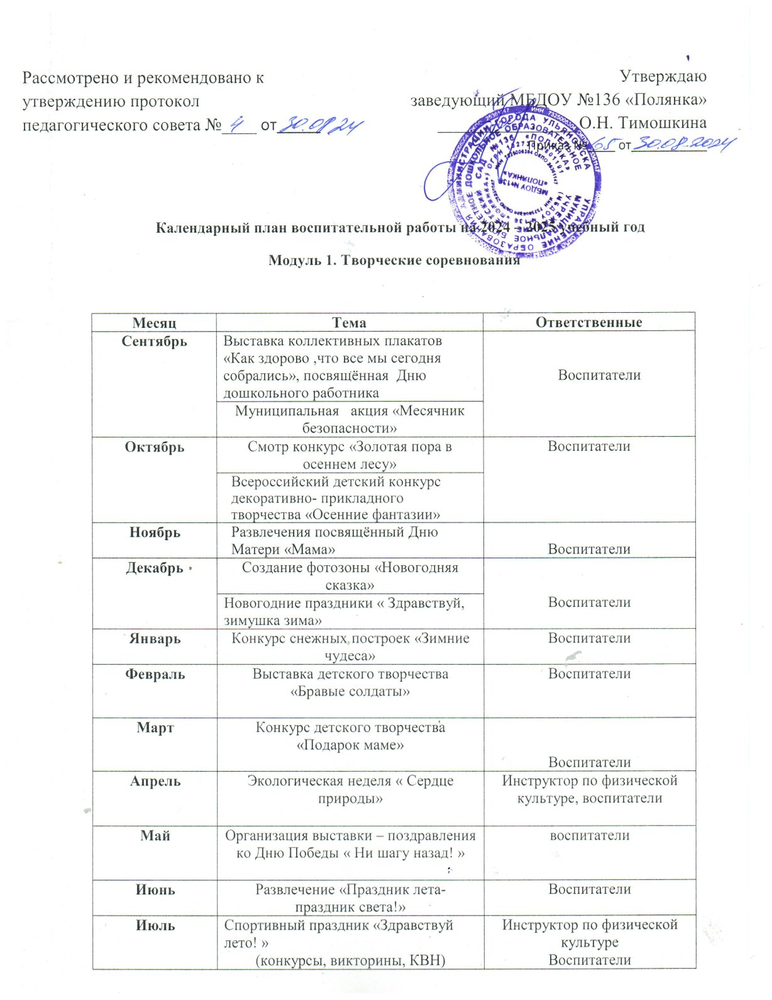 Рассмотрено и рекомендовано к
утверждению протокол
педагогического совета № 4 от 30.08.24
Утверждаю
заведующий МБДОУ №136 «Полянка»
О.Н. Тимошкина
Приказ № 65 от 30.08.2024
Календарный план воспитательной работы на 2024 – 2025 учебный год
Модуль 1. Творческие соревнования
Месяц Тема Ответственные
Сентябрь
Выставка коллективных плакатов
«Как здорово ,что все мы сегодня
собрались», посвящённая Дню
дошкольного работника
Муниципальная акция «Месячник
безопасности»
Воспитатели
Октябрь
Смотр конкурс «Золотая пора в
осеннем лесу»
Всероссийский детский конкурс
декоративно- прикладного
творчества «Осенние фантазии»
Воспитатели
Ноябрь
Развлечения посвящённый Дню
Матери «Мама»
Воспитатели
Декабрь
Создание фотозоны «Новогодняя
сказка»
Новогодние праздники « Здравствуй,
зимушка зима»
Воспитатели
Январь
Конкурс снежных построек «Зимние
чудеса»
Воспитатели
Февраль
Выставка детского творчества
«Бравые солдаты»
Воспитатели
Март
Конкурс детского творчества
«Подарок маме»
Воспитатели
Апрель
Экологическая неделя « Сердце
природы»
Инструктор по физической
культуре, воспитатели
Май
Организация выставки – поздравления
ко Дню Победы « Ни шагу назад! »
воспитатели
Июнь
Развлечение «Праздник лета-
праздник света!»
Воспитатели
Июль
Спортивный праздник «Здравствуй
лето! »
(конкурсы, викторины, КВН)
Инструктор по физической
культуре
Воспитатели